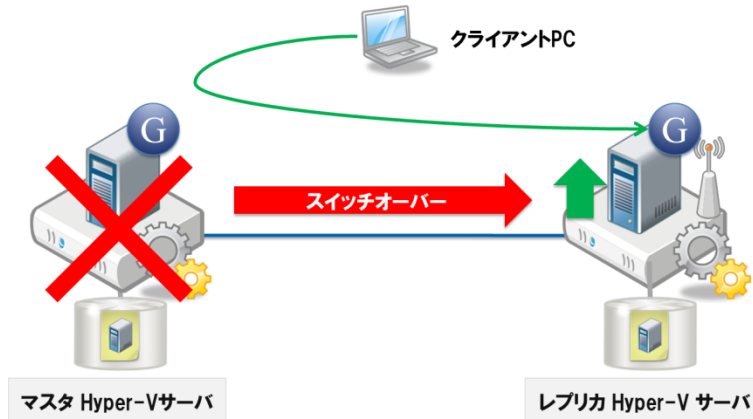 クライアントPC
G
G
スイッチオーバー
マスタ Hyper-Vサーバ
レプリカ Hyper-V サーバ